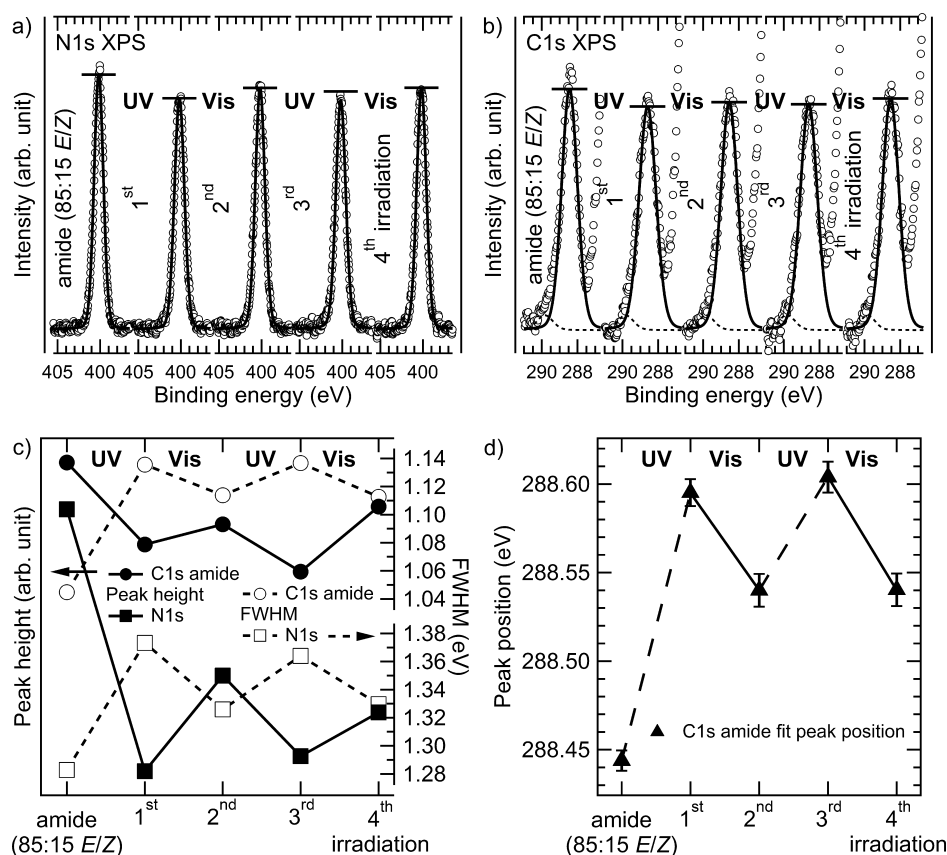 a)
N1s XPS
UV
Vis
UV
Vis
amide (85:15 E/Z)
1st
2nd
3rd
4th irradiation
Intensity (arb. unit)
405 400 405 400 405 400 405 400 405 400
Binding energy (eV)
b)
C1s XPS
UV
Vis
UV
Vis
amide (85:15 E/Z)
1st
2nd
3rd
4th irradiation
Intensity (arb. unit)
290 288 290 288 290 288 290 288 290 288
Binding energy (eV)
c)
UV
Vis
UV
Vis
Peak height (arb. unit)
C1s amide
Peak height
N1s
C1s amide
FWHM
N1s
1.14
1.12
1.10
1.08
1.06
1.04
1.38
1.36
1.34
1.32
1.30
1.28
FWHM (eV)
amide
(85:15 E/Z)
1st
2nd
3rd
4th
irradiation
d)
UV
Vis
UV
Vis
Peak position (eV)
288.60
288.55
288.50
288.45
C1s amide fit peak position
amide
(85:15 E/Z)
1st
2nd
3rd
4th
irradiation